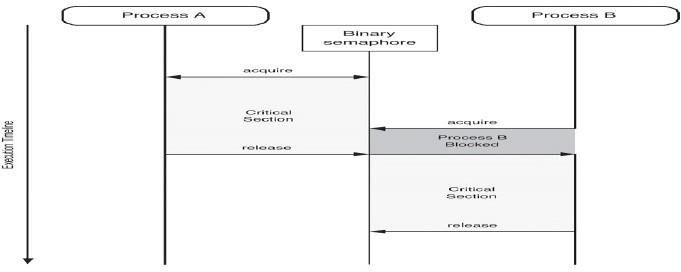 Process A
Process B
Binary
semaphore
acquire
Critical
Section
acquire
Process B
Blocked
release
Critical
Section
release
Execution Timeline